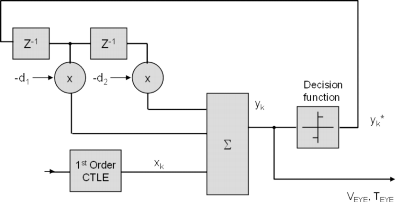 Z⁻¹
Z⁻¹
-d₁
x
-d₂
x
Decision
function
yₖ
yₖ*
Σ
1st Order
CTLE
xₖ
V_EYE, T_EYE